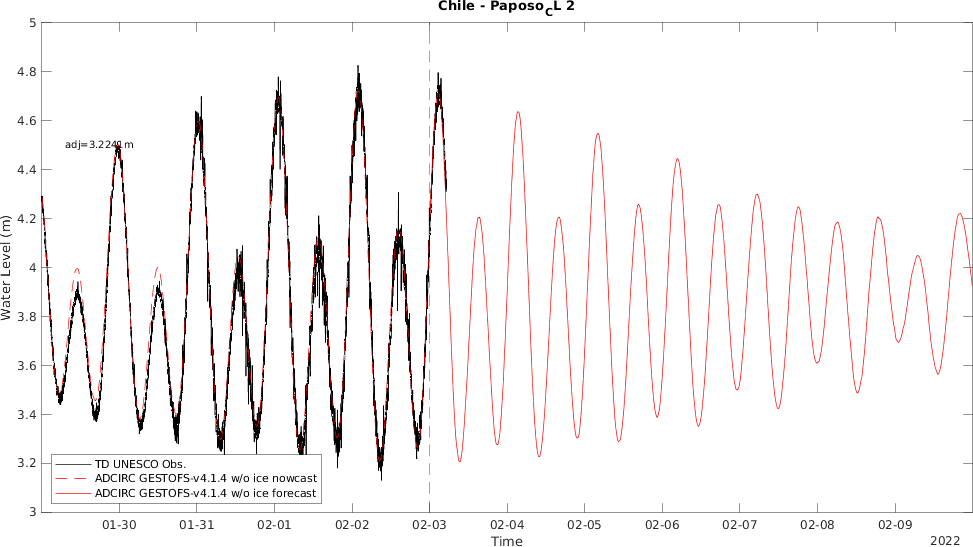 Chile - Paposo_CL 2
5
4.8
4.6
4.4
4.2
4
3.8
3.6
3.4
3.2
3
Water Level (m)
adj=3.2241m
TD UNESCO Obs.
ADCIRC GESTOFS-v4.1.4 w/o ice nowcast
ADCIRC GESTOFS-v4.1.4 w/o ice forecast
01-30 01-31 02-01 02-02 02-03 02-04 02-05 02-06 02-07 02-08 02-09
Time
2022